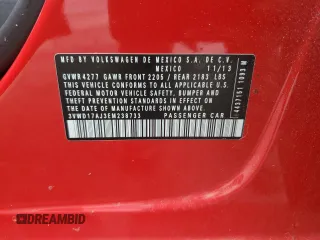 MFD BY VOLKSWAGEN DE MEXICO S.A. DE C.V.
MEXICO 11/13
GVWR 4277 GAWR FRONT 2205 / REAR 2183 LBS
THIS VEHICLE CONFORMS TO ALL APPLICABLE
FEDERAL MOTOR VEHICLE SAFETY,
BUMPER, AND THEFT PREVENTION STANDARDS
IN EFFECT ON THE DATE OF MANUFACTURE SHOWN ABOVE
3VWD17AJ3EM238733 PASSENGER CAR
DREAMBID